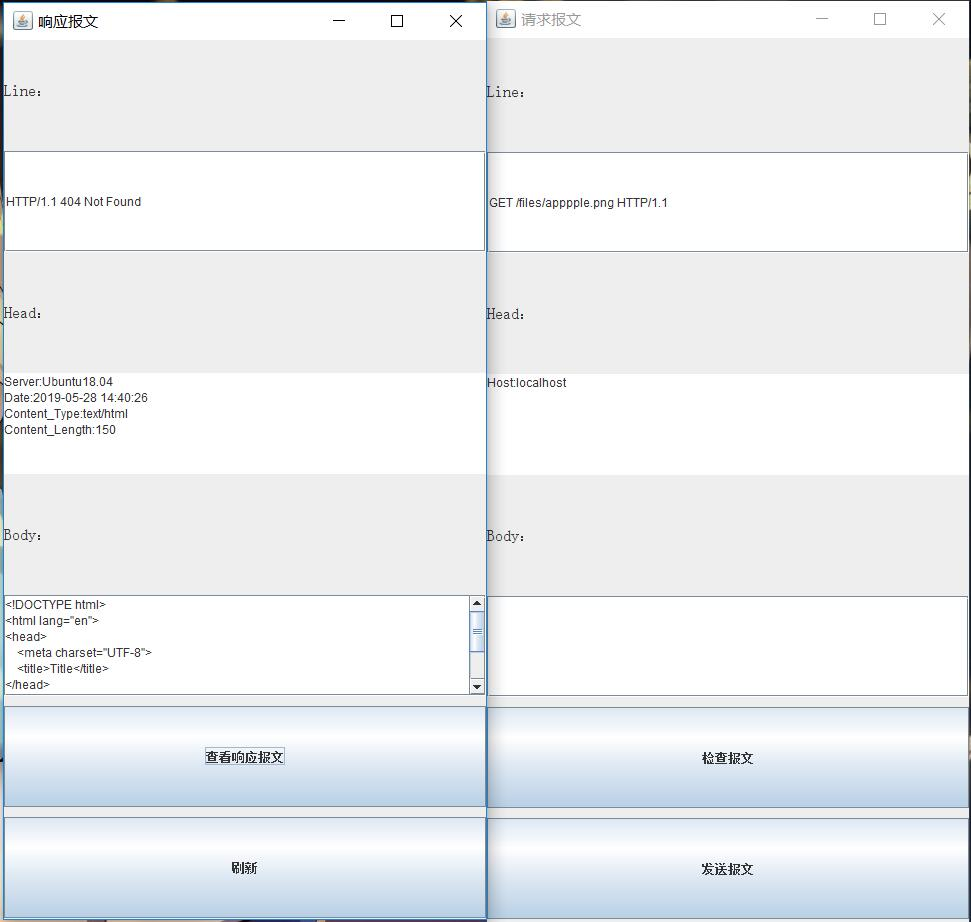 响应报文
Line：
HTTP/1.1 404 Not Found
Head：
Server:Ubuntu18.04
Date:2019-05-28 14:40:26
Content_Type:text/html
Content_Length:150
Body：
<!DOCTYPE html>
<html lang="en">
<head>
    <meta charset="UTF-8">
    <title>Title</title>
</head>
查看响应报文
刷新
请求报文
Line：
GET /files/apppple.png HTTP/1.1
Head：
Host:localhost
Body：
检查报文
发送报文